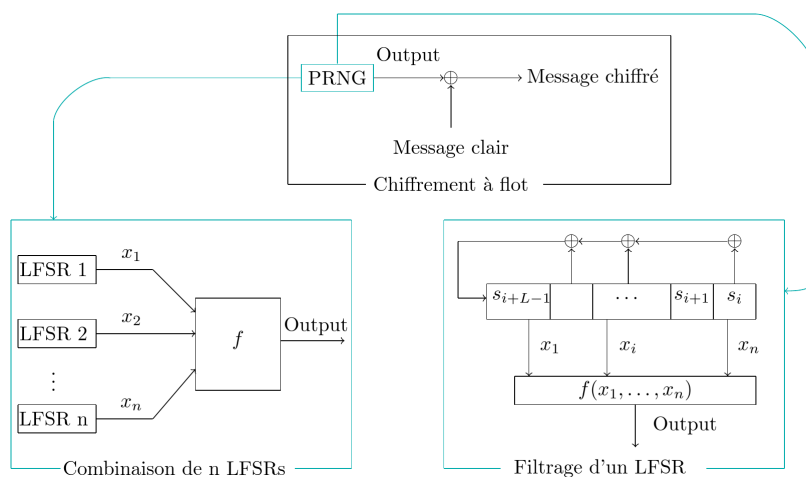 Output
PRNG
Message chiffré
Message clair
Chiffrement à flot
LFSR 1
x₁
LFSR 2
x₂
⋮
LFSR n
xₙ
f
Output
Combinaison de n LFSRs
sᵢ₊L₋₁ … sᵢ₊₁ sᵢ
x₁ xᵢ xₙ
f(x₁, …, xₙ)
Output
Filtrage d'un LFSR